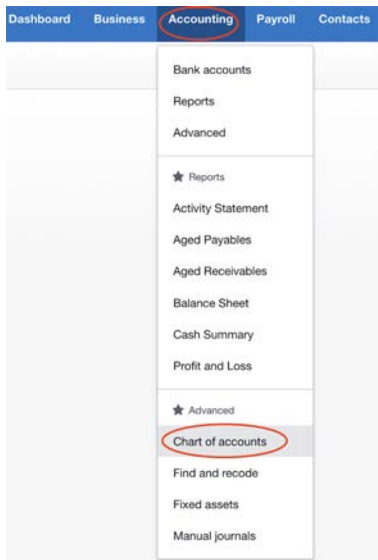 Dashboard Business Accounting Payroll Contacts
Bank accounts
Reports
Advanced
Reports
Activity Statement
Aged Payables
Aged Receivables
Balance Sheet
Cash Summary
Profit and Loss
Advanced
Chart of accounts
Find and recode
Fixed assets
Manual journals